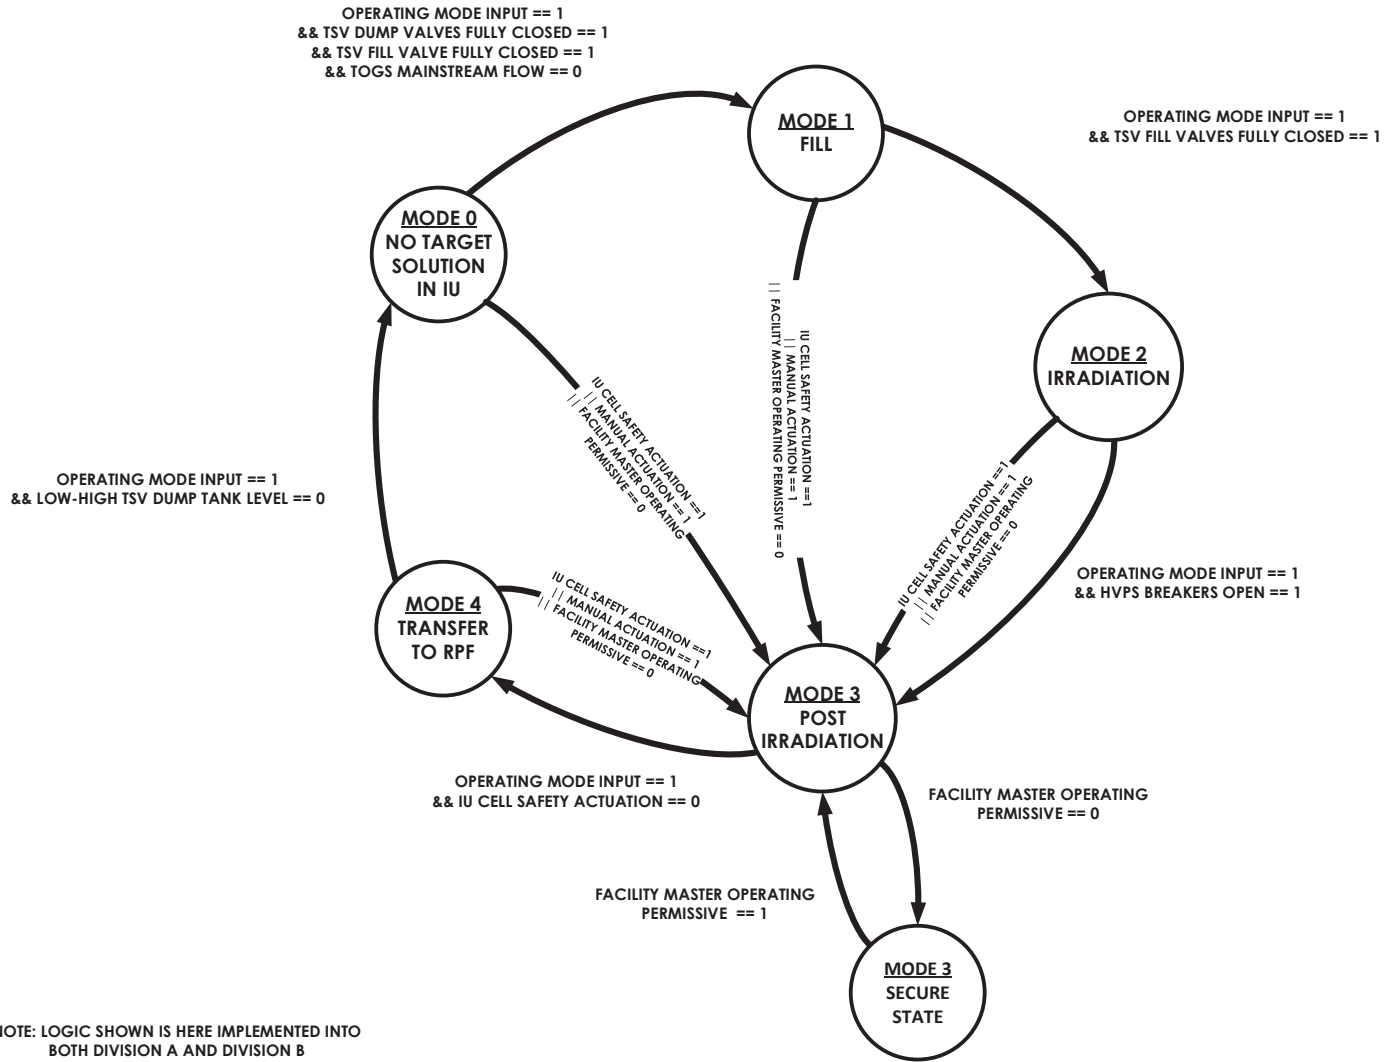 OPERATING MODE INPUT == 1
&& TSV DUMP VALVES FULLY CLOSED == 1
&& TSV FILL VALVE FULLY CLOSED == 1
&& TOGS MAINSTREAM FLOW == 0
MODE 1
FILL
OPERATING MODE INPUT == 1
&& TSV FILL VALVES FULLY CLOSED == 1
MODE 0
NO TARGET
SOLUTION
IN IU
IU CELL SAFETY ACTUATION ==1
|| MANUAL ACTUATION == 1
|| FACILITY MASTER OPERATING PERMISSIVE == 0
MODE 2
IRRADIATION
IU CELL SAFETY ACTUATION ==1
|| MANUAL ACTUATION == 1
|| FACILITY MASTER OPERATING
PERMISSIVE == 0
OPERATING MODE INPUT == 1
&& LOW-HIGH TSV DUMP TANK LEVEL == 0
IU CELL SAFETY ACTUATION ==1
|| MANUAL ACTUATION == 1
|| FACILITY MASTER OPERATING
PERMISSIVE == 0
OPERATING MODE INPUT == 1
&& HVPS BREAKERS OPEN == 1
MODE 4
TRANSFER
TO RPF
IU CELL SAFETY ACTUATION ==1
|| MANUAL ACTUATION == 1
|| FACILITY MASTER OPERATING
PERMISSIVE == 0
MODE 3
POST
IRRADIATION
OPERATING MODE INPUT == 1
&& IU CELL SAFETY ACTUATION == 0
FACILITY MASTER OPERATING
PERMISSIVE == 0
FACILITY MASTER OPERATING
PERMISSIVE == 1
MODE 3
SECURE
STATE
NOTE: LOGIC SHOWN IS HERE IMPLEMENTED INTO
BOTH DIVISION A AND DIVISION B